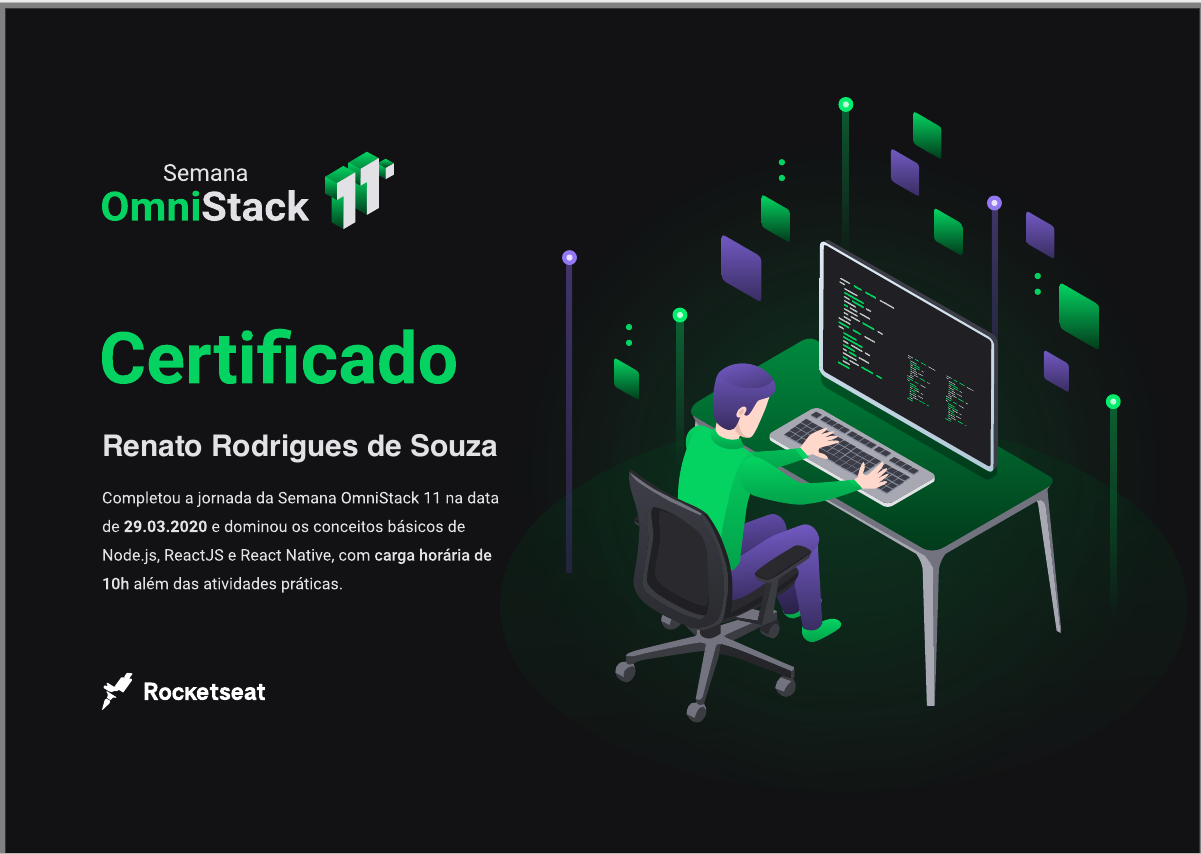 Semana
OmniStack 11
Certificado
Renato Rodrigues de Souza
Completou a jornada da Semana OmniStack 11 na data
de 29.03.2020 e dominou os conceitos básicos de
Node.js, ReactJS e React Native, com carga horária de
10h além das atividades práticas.
Rocketseat